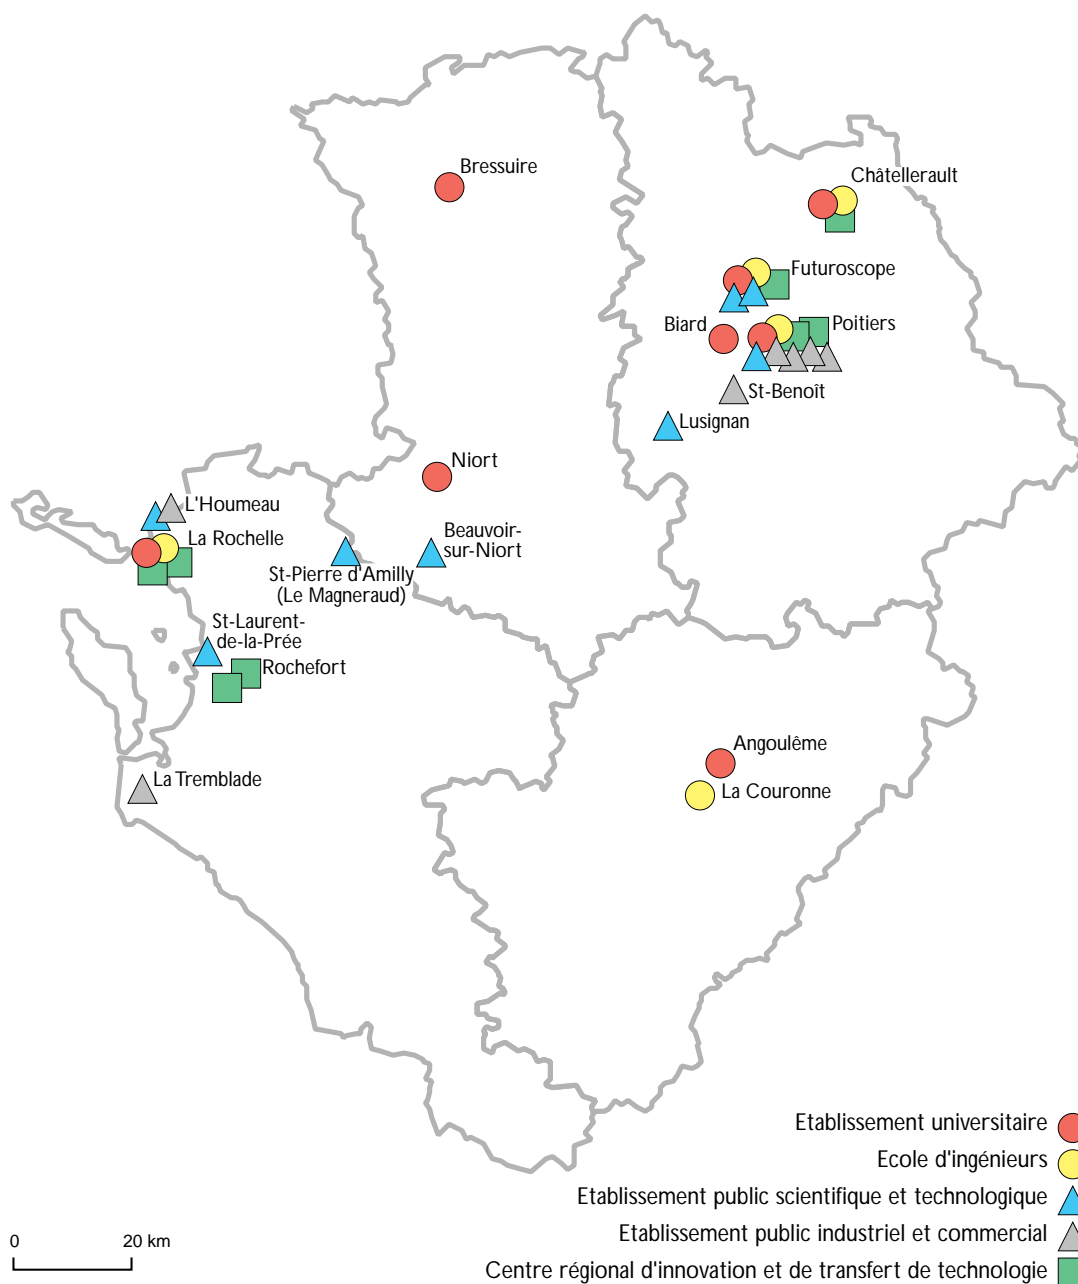 Bressuire
Châtellerault
Futuroscope
Biard
Poitiers
St-Benoît
Lusignan
Niort
L'Houmeau
La Rochelle
Beauvoir-
sur-Niort
St-Pierre d'Amilly
(Le Magneraud)
St-Laurent-
de-la-Prée
Rochefort
Angoulême
La Tremblade
La Couronne
Etablissement universitaire
Ecole d'ingénieurs
Etablissement public scientifique et technologique
Etablissement public industriel et commercial
Centre régional d'innovation et de transfert de technologie
0 20 km